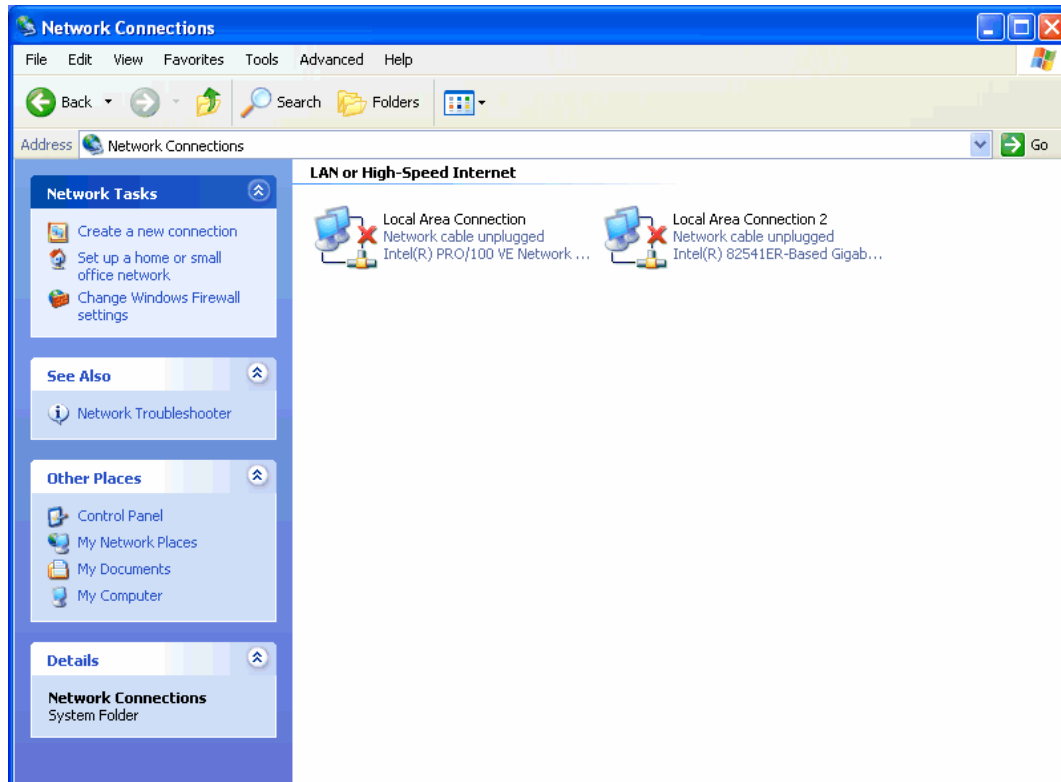 Network Connections
File Edit View Favorites Tools Advanced Help
Back Search Folders
Address Network Connections Go
Network Tasks
Create a new connection
Set up a home or small
office network
Change Windows Firewall
settings
See Also
Network Troubleshooter
Other Places
Control Panel
My Network Places
My Documents
My Computer
Details
Network Connections
System Folder
LAN or High-Speed Internet
Local Area Connection
Network cable unplugged
Intel(R) PRO/100 VE Network ...
Local Area Connection 2
Network cable unplugged
Intel(R) 82541ER-Based Gigab...